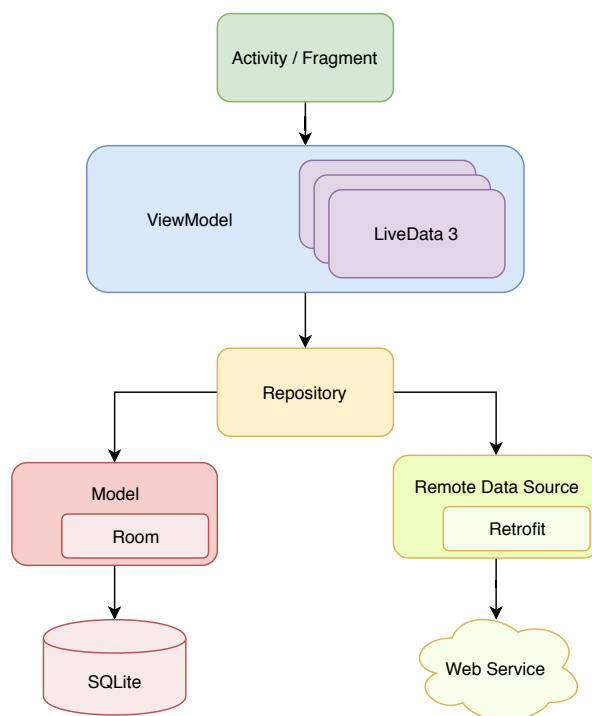 Activity / Fragment
ViewModel
LiveData 3
Repository
Model
Room
Remote Data Source
Retrofit
SQLite
Web Service